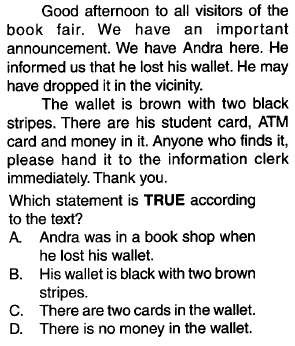 Good afternoon to all visitors of the
book fair. We have an important
announcement. We have Andra here. He
informed us that he lost his wallet. He may
have dropped it in the vicinity.
The wallet is brown with two black
stripes. There are his student card, ATM
card and money in it. Anyone who finds it,
please hand it to the information clerk
immediately. Thank you.
Which statement is TRUE according
to the text?
A. Andra was in a book shop when
he lost his wallet.
B. His wallet is black with two brown
stripes.
C. There are two cards in the wallet.
D. There is no money in the wallet.